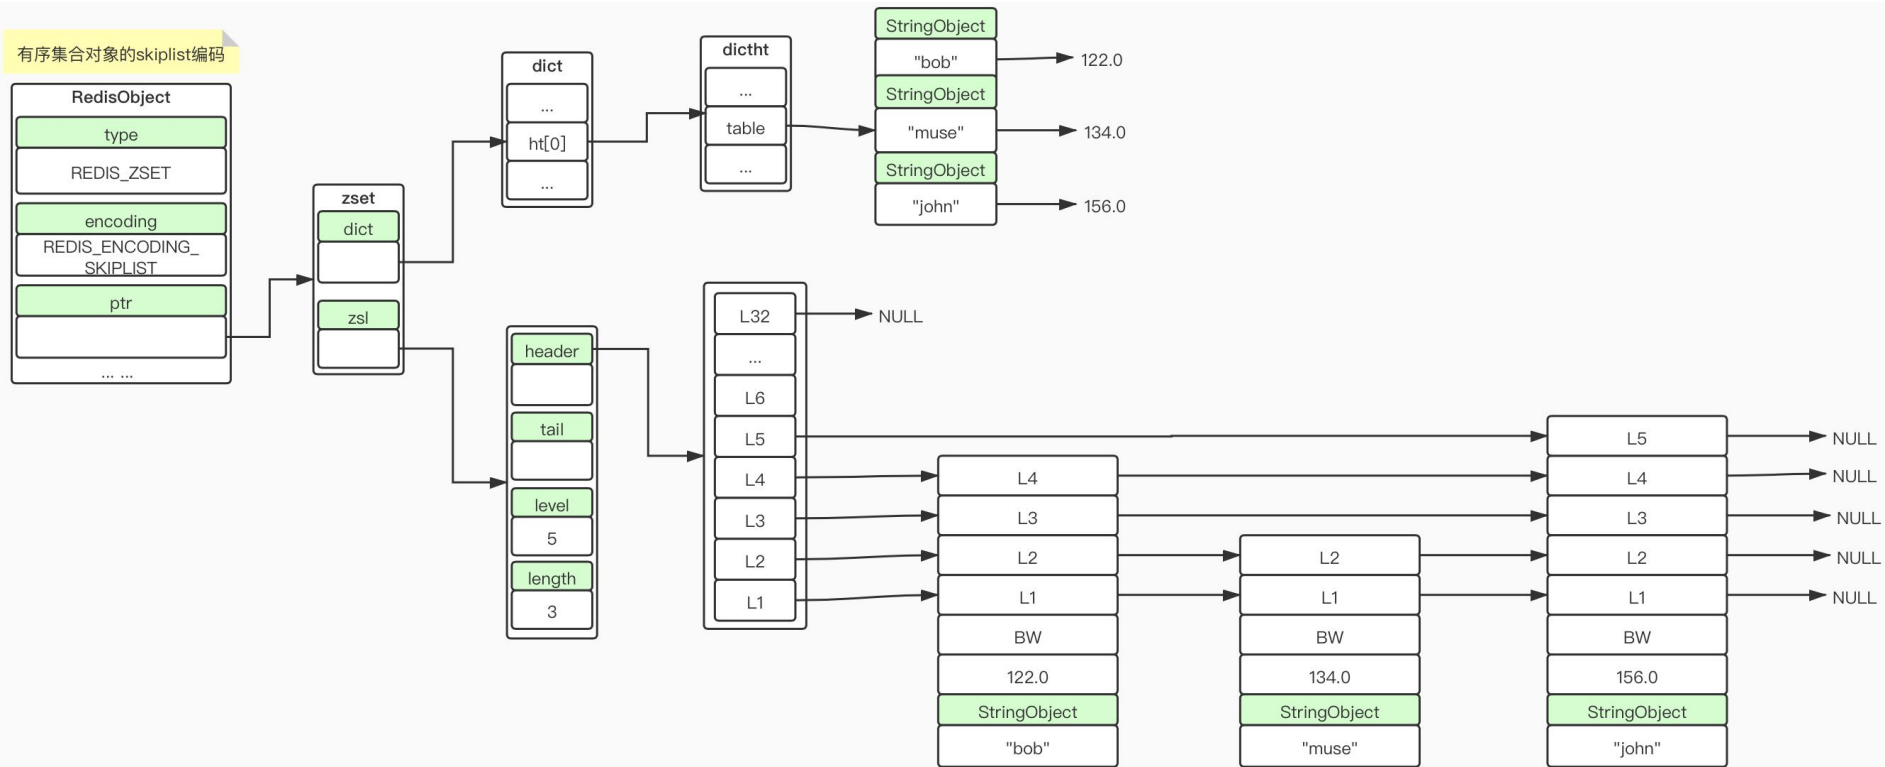 有序集合对象的skiplist编码
RedisObject
type
REDIS_ZSET
encoding
REDIS_ENCODING_
SKIPLIST
ptr
... ...
zset
dict
zsl
dict
...
ht[0]
...
dictht
...
table
...
StringObject
"bob"
122.0
StringObject
"muse"
134.0
StringObject
"john"
156.0
header
tail
level
5
length
3
L32
NULL
...
L6
L5
L4
L3
L2
L1
L4
L3
L2
L1
BW
122.0
StringObject
"bob"
L2
L1
BW
134.0
StringObject
"muse"
L5
NULL
L4
NULL
L3
NULL
L2
NULL
L1
NULL
BW
156.0
StringObject
"john"